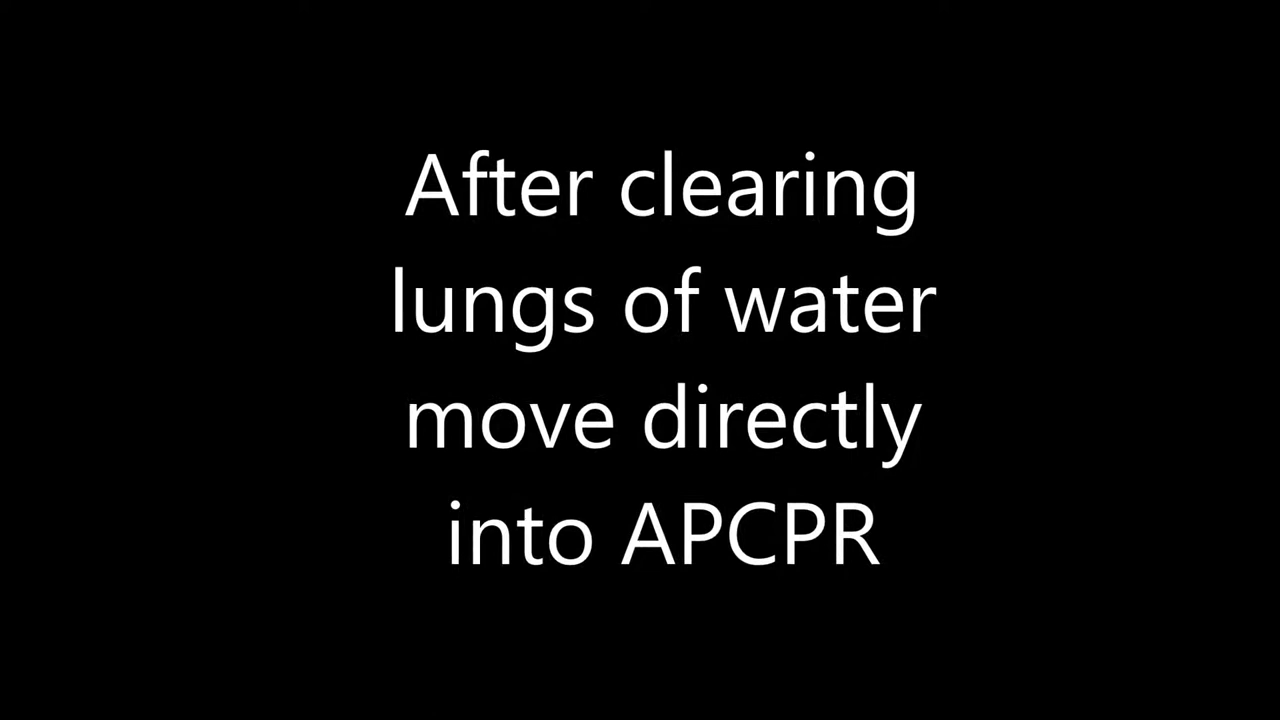 After clearing
lungs of water
move directly
into APCPR